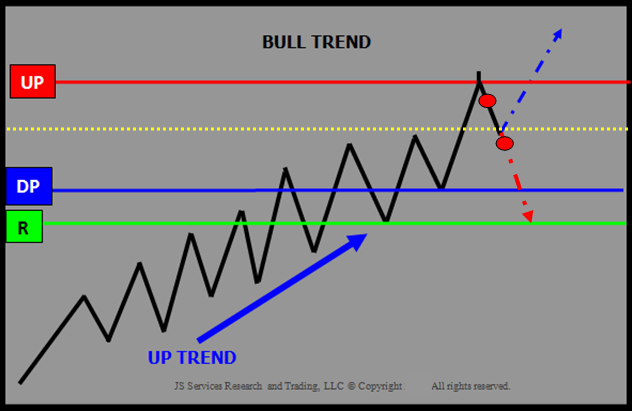 BULL TREND
UP
DP
R
UP TREND
JS Services Research and Trading, LLC © Copyright All rights reserved.